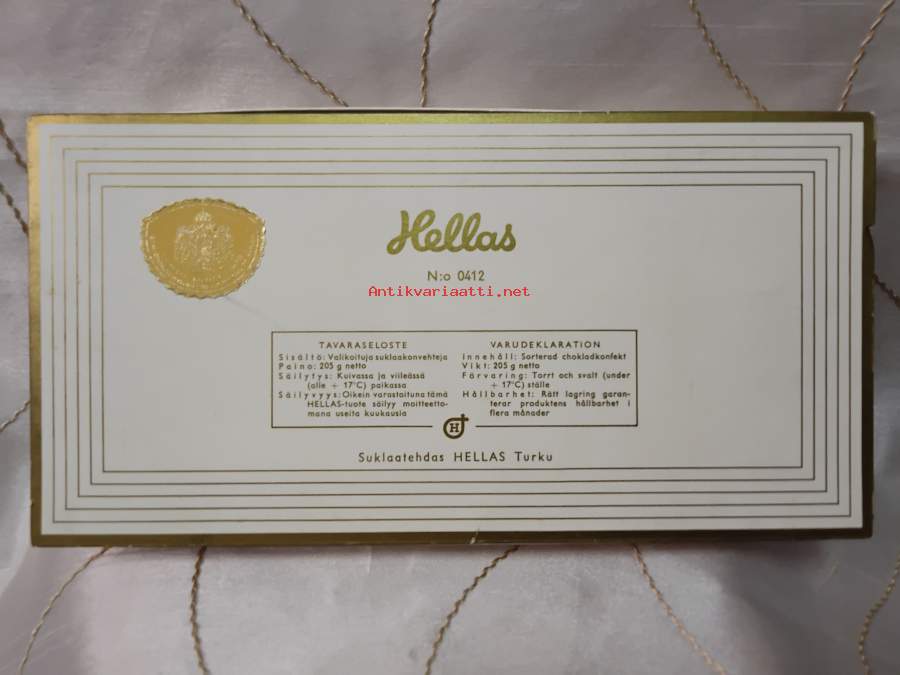 Hellas
N:o 0412
Antikvariaatti.net
TAVARASELOSTE
Sisältö: Valikoituja suklaakonvehteja
Paino: 205 g netto
Säilytys: Kuivassa ja viileässä
(alle + 17°C) paikassa
Säilyvyys: Oikein varastoituna tämä
HELLAS-tuote säilyy moitteetto-
mana useita kuukausia
VARUDEKLARATION
Innehåll: Sorterad chokladkonfekt
Vikt: 205 g netto
Förvaring: Torrt och svalt (under
+ 17°C) ställe
Hållbarhet: Rätt lagring garan-
terar produktens hållbarhet i
flera månader
H
Suklaatehdas HELLAS Turku